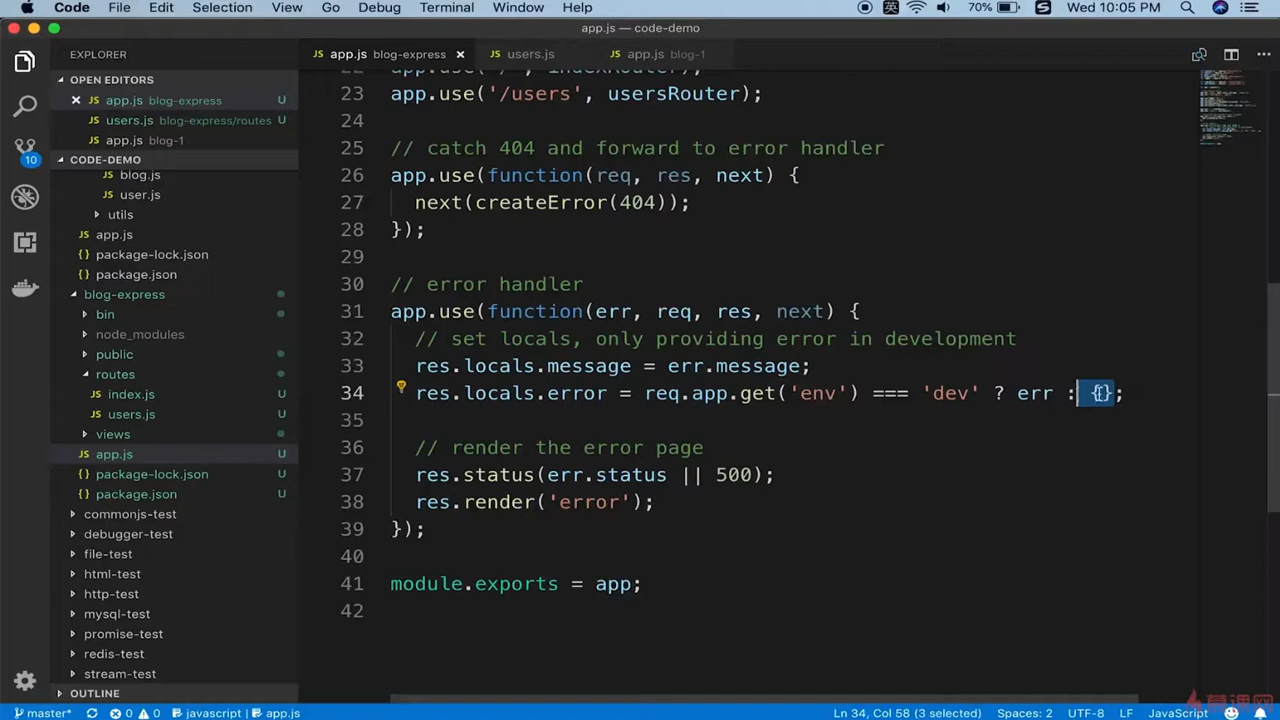 Code File Edit Selection View Go Debug Terminal Window Help 英 70% S Wed 10:05 PM
app.js — code-demo
EXPLORER
OPEN EDITORS
app.js blog-express U
users.js blog-express/routes U
app.js blog-1
10
CODE-DEMO
blog.js
user.js
utils
app.js
package-lock.json
package.json
blog-express
bin
node_modules
public
routes
index.js U
users.js U
views
app.js U
package-lock.json U
package.json U
commonjs-test
debugger-test
file-test
html-test
http-test
mysql-test
promise-test
redis-test
stream-test
OUTLINE
JS app.js blog-express × JS users.js JS app.js blog-1
22 app.use('/', indexRouter);
23 app.use('/users', usersRouter);
24
25 // catch 404 and forward to error handler
26 app.use(function(req, res, next) {
27 next(createError(404));
28 });
29
30 // error handler
31 app.use(function(err, req, res, next) {
32 // set locals, only providing error in development
33 res.locals.message = err.message;
34 res.locals.error = req.app.get('env') === 'dev' ? err : {};
35
36 // render the error page
37 res.status(err.status || 500);
38 res.render('error');
39 });
40
41 module.exports = app;
42
master* 0 0 javascript | app.js Ln 34, Col 58 (3 selected) Spaces: 2 UTF-8 LF JavaScript